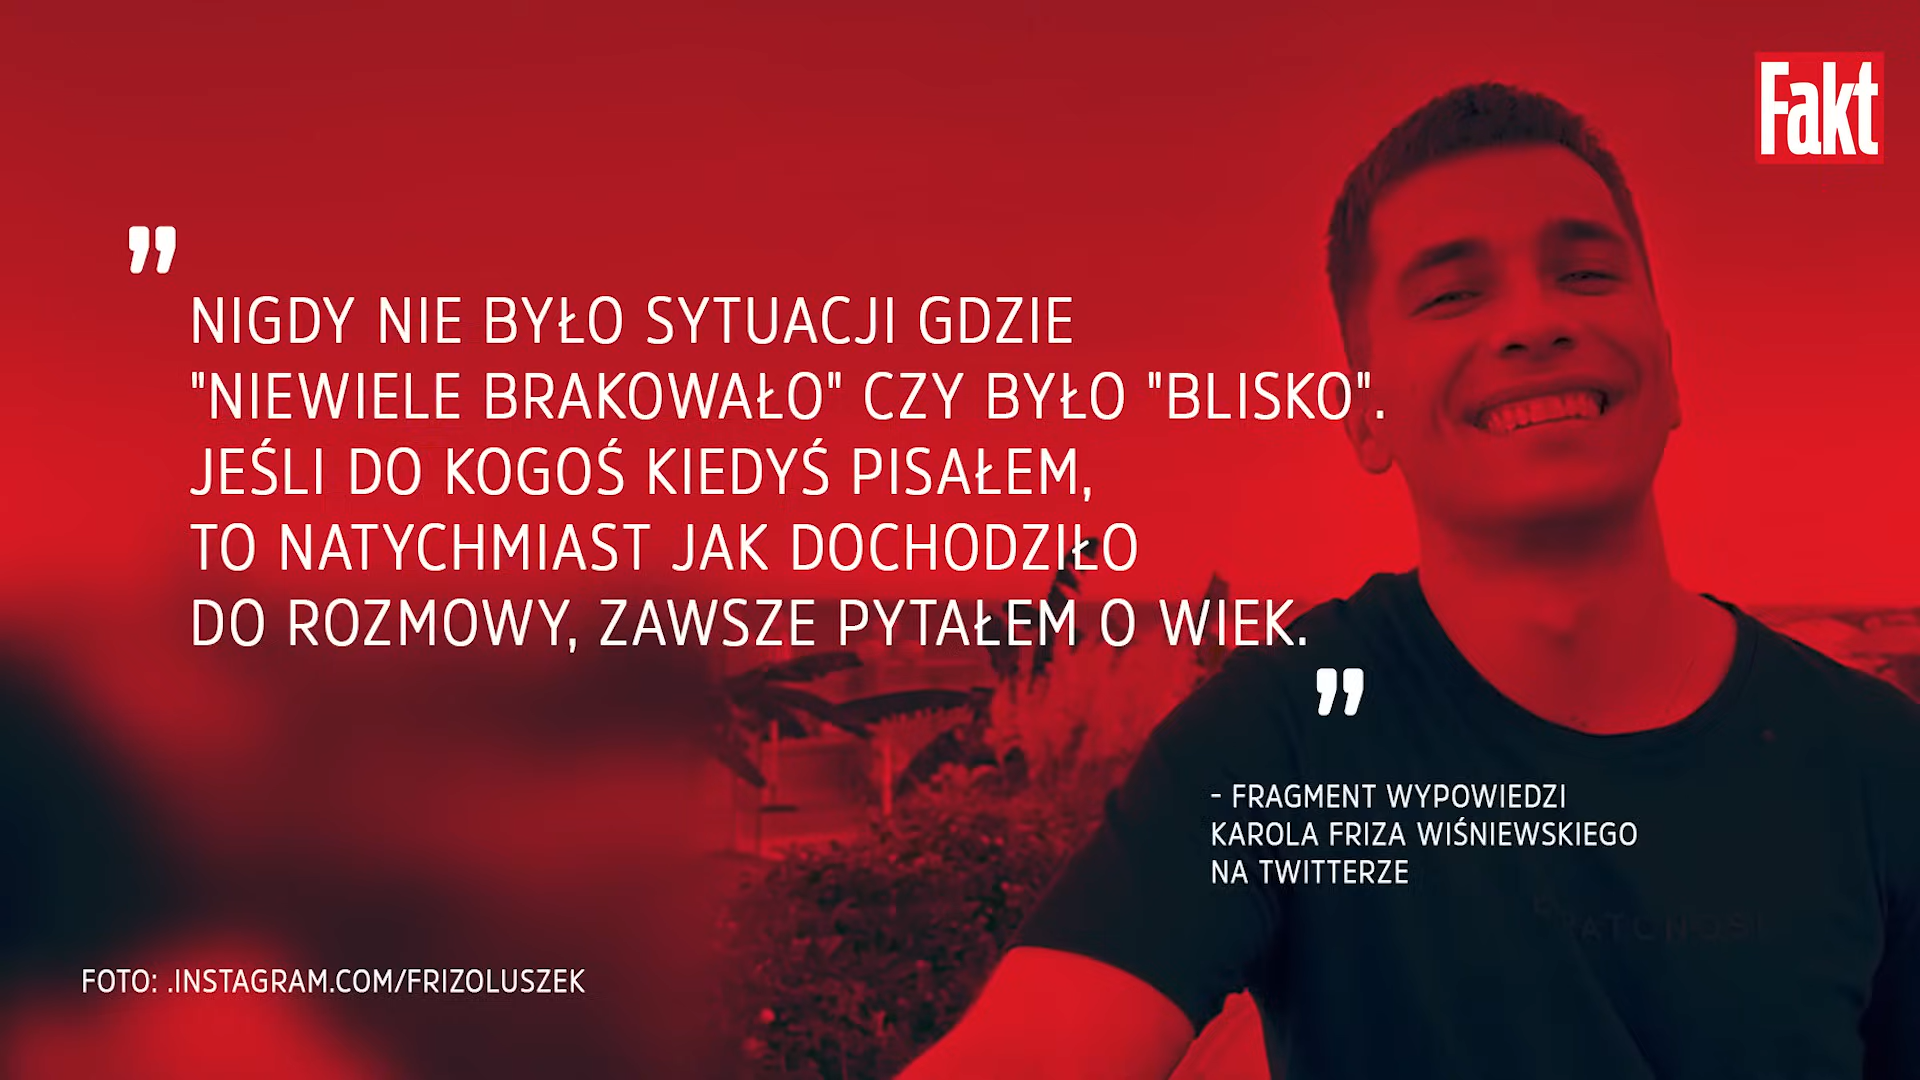 Fakt
”
NIGDY NIE BYŁO SYTUACJI GDZIE
"NIEWIELE BRAKOWAŁO" CZY BYŁO "BLISKO".
JEŚLI DO KOGOŚ KIEDYŚ PISAŁEM,
TO NATYCHMIAST JAK DOCHODZIŁO
DO ROZMOWY, ZAWSZE PYTAŁEM O WIEK.
”
- FRAGMENT WYPOWIEDZI
KAROLA FRIZA WIŚNIEWSKIEGO
NA TWITTERZE
FOTO: .INSTAGRAM.COM/FRIZOLUSZEK